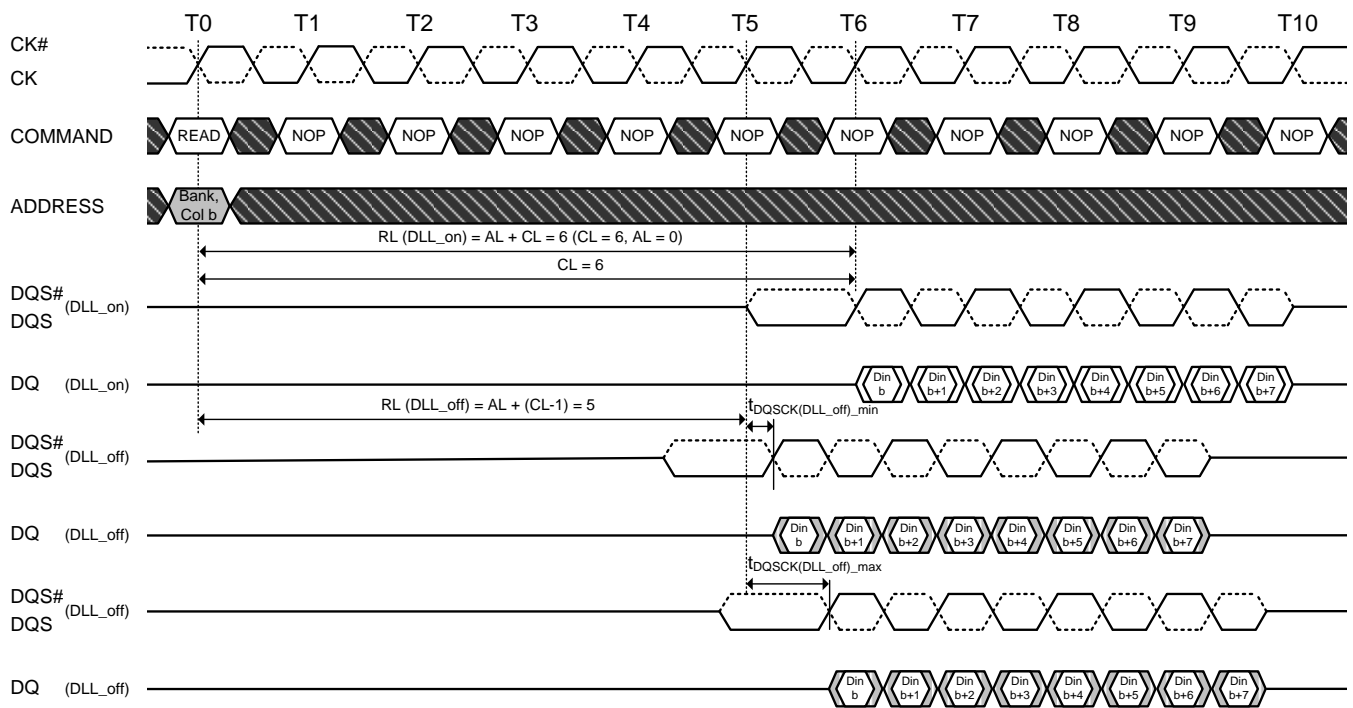 T0 T1 T2 T3 T4 T5 T6 T7 T8 T9 T10
CK#
CK
COMMAND READ NOP NOP NOP NOP NOP NOP NOP NOP NOP NOP
ADDRESS Bank,
Col b
RL (DLL_on) = AL + CL = 6 (CL = 6, AL = 0)
CL = 6
DQS# (DLL_on)
DQS
DQ (DLL_on) Din b Din b+1 Din b+2 Din b+3 Din b+4 Din b+5 Din b+6 Din b+7
RL (DLL_off) = AL + (CL-1) = 5 tDQSCK(DLL_off)_min
DQS# (DLL_off)
DQS
DQ (DLL_off) Din b Din b+1 Din b+2 Din b+3 Din b+4 Din b+5 Din b+6 Din b+7
tDQSCK(DLL_off)_max
DQS# (DLL_off)
DQS
DQ (DLL_off) Din b Din b+1 Din b+2 Din b+3 Din b+4 Din b+5 Din b+6 Din b+7